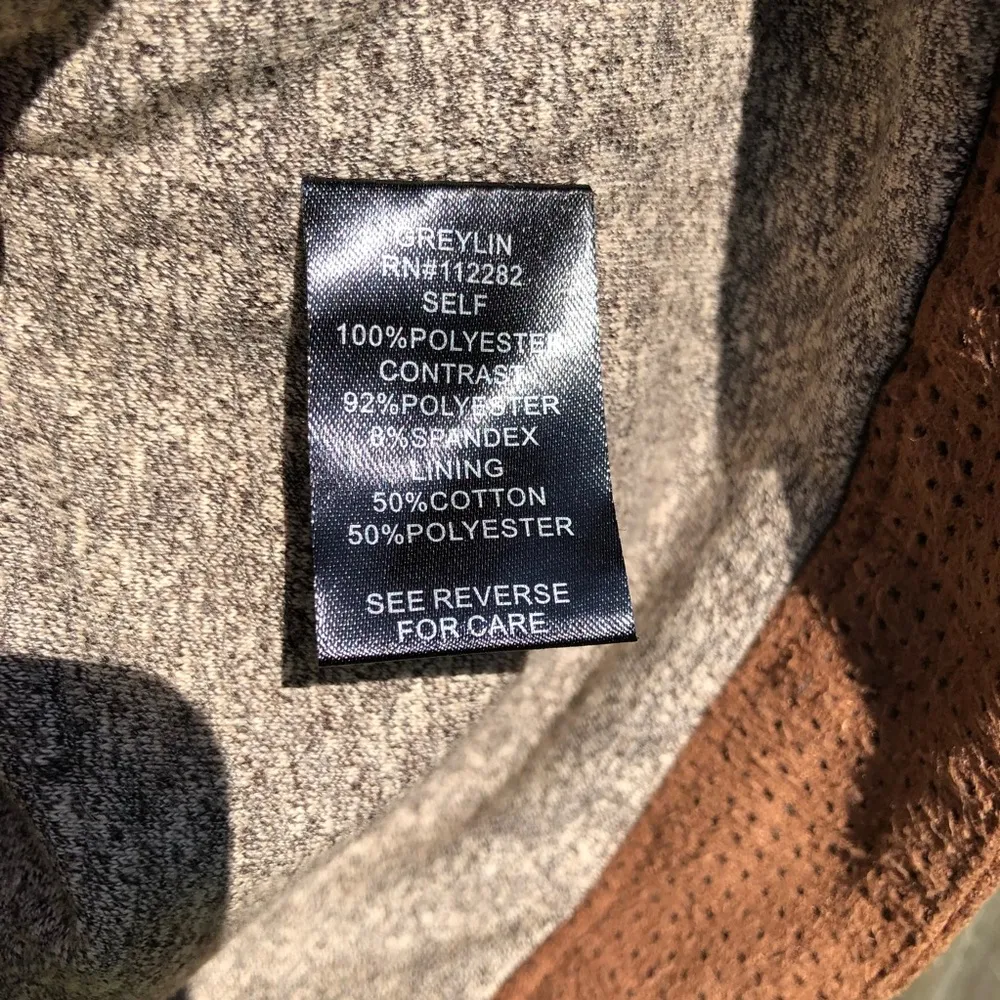 GREYLIN
RN#112282
SELF
100%POLYESTER
CONTRAST
92%POLYESTER
8%SPANDEX
LINING
50%COTTON
50%POLYESTER
SEE REVERSE
FOR CARE